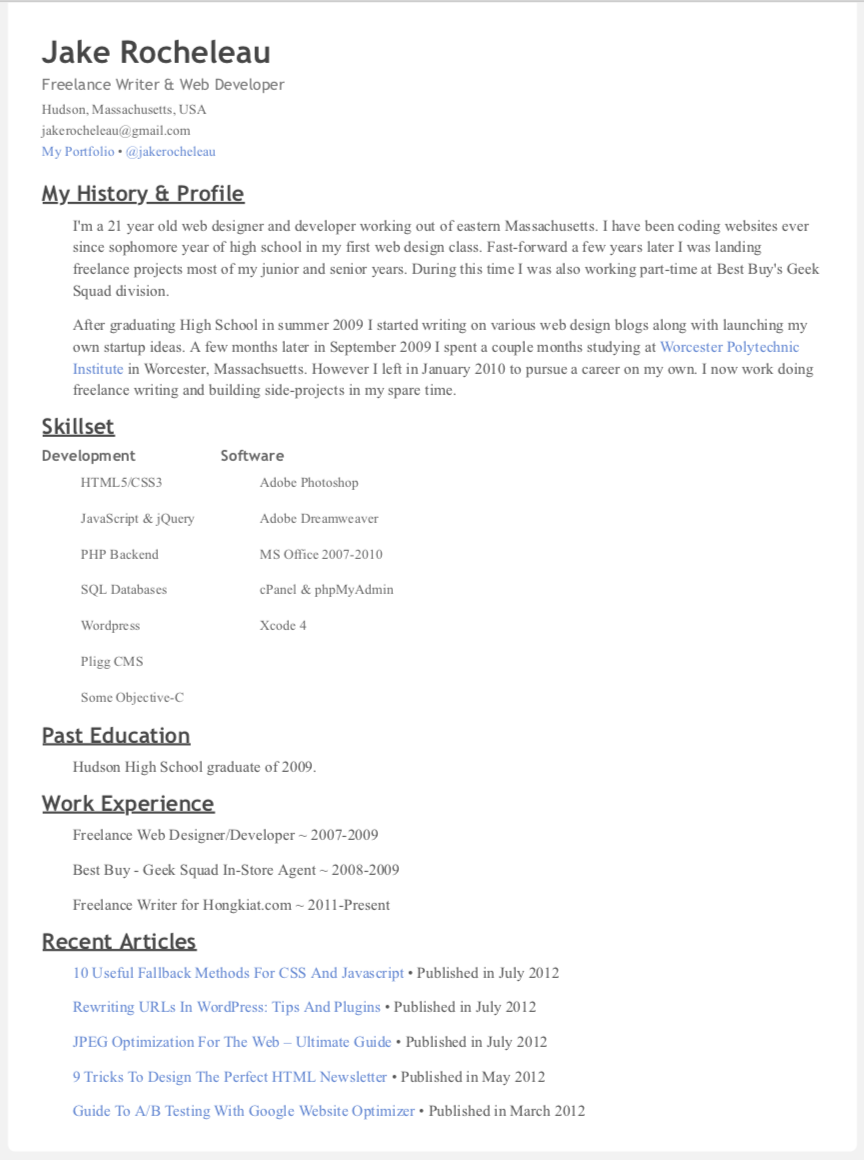 Jake Rocheleau
Freelance Writer & Web Developer
Hudson, Massachusetts, USA
jakerocheleau@gmail.com
My Portfolio • @jakerocheleau
My History & Profile
I'm a 21 year old web designer and developer working out of eastern Massachusetts. I have been coding websites ever
since sophomore year of high school in my first web design class. Fast-forward a few years later I was landing
freelance projects most of my junior and senior years. During this time I was also working part-time at Best Buy's Geek
Squad division.
After graduating High School in summer 2009 I started writing on various web design blogs along with launching my
own startup ideas. A few months later in September 2009 I spent a couple months studying at Worcester Polytechnic
Institute in Worcester, Massachsuetts. However I left in January 2010 to pursue a career on my own. I now work doing
freelance writing and building side-projects in my spare time.
Skillset
Development
HTML5/CSS3
JavaScript & jQuery
PHP Backend
SQL Databases
Wordpress
Pligg CMS
Some Objective-C
Software
Adobe Photoshop
Adobe Dreamweaver
MS Office 2007-2010
cPanel & phpMyAdmin
Xcode 4
Past Education
Hudson High School graduate of 2009.
Work Experience
Freelance Web Designer/Developer ~ 2007-2009
Best Buy - Geek Squad In-Store Agent ~ 2008-2009
Freelance Writer for Hongkiat.com ~ 2011-Present
Recent Articles
10 Useful Fallback Methods For CSS And Javascript • Published in July 2012
Rewriting URLs In WordPress: Tips And Plugins • Published in July 2012
JPEG Optimization For The Web – Ultimate Guide • Published in July 2012
9 Tricks To Design The Perfect HTML Newsletter • Published in May 2012
Guide To A/B Testing With Google Website Optimizer • Published in March 2012